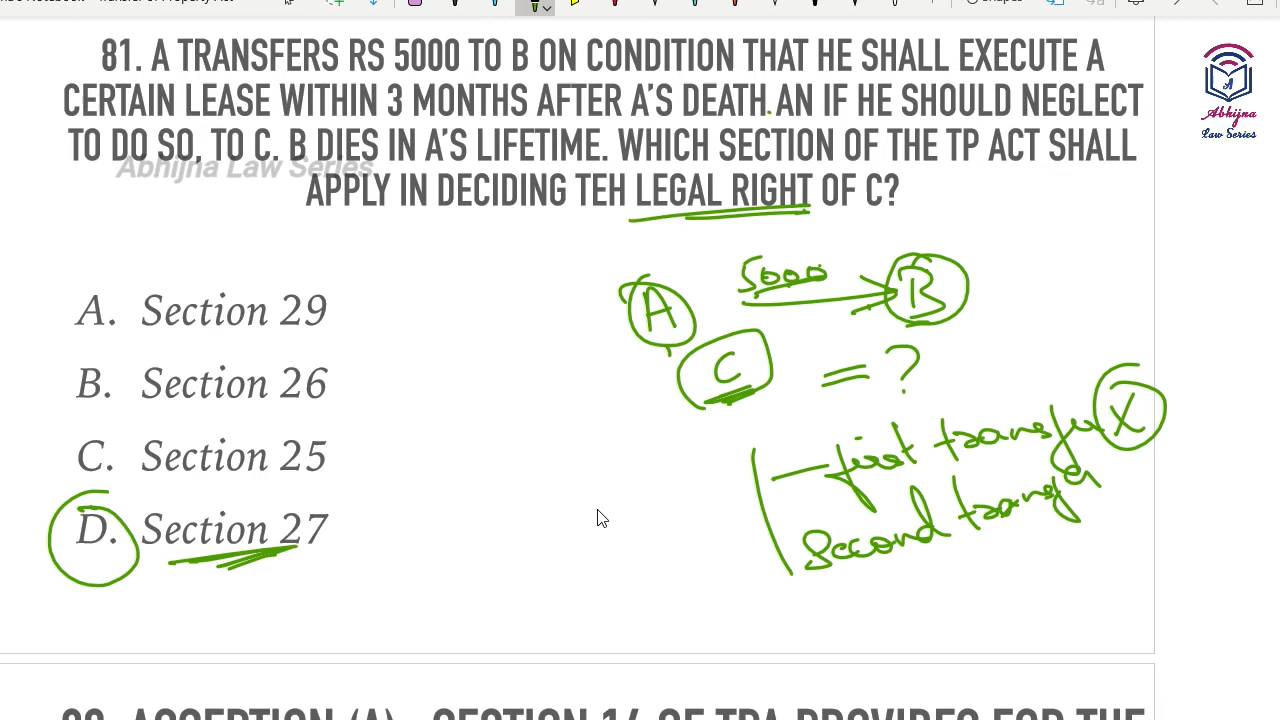 81. A TRANSFERS RS 5000 TO B ON CONDITION THAT HE SHALL EXECUTE A
CERTAIN LEASE WITHIN 3 MONTHS AFTER A'S DEATH.AN IF HE SHOULD NEGLECT
TO DO SO, TO C. B DIES IN A'S LIFETIME. WHICH SECTION OF THE TP ACT SHALL
Abhijna Law Series
APPLY IN DECIDING TEH LEGAL RIGHT OF C?
Abhijna
Law Series
A. Section 29
B. Section 26
C. Section 25
D. Section 27
A 5000 B
C = ?
first transfer X
Second transfer